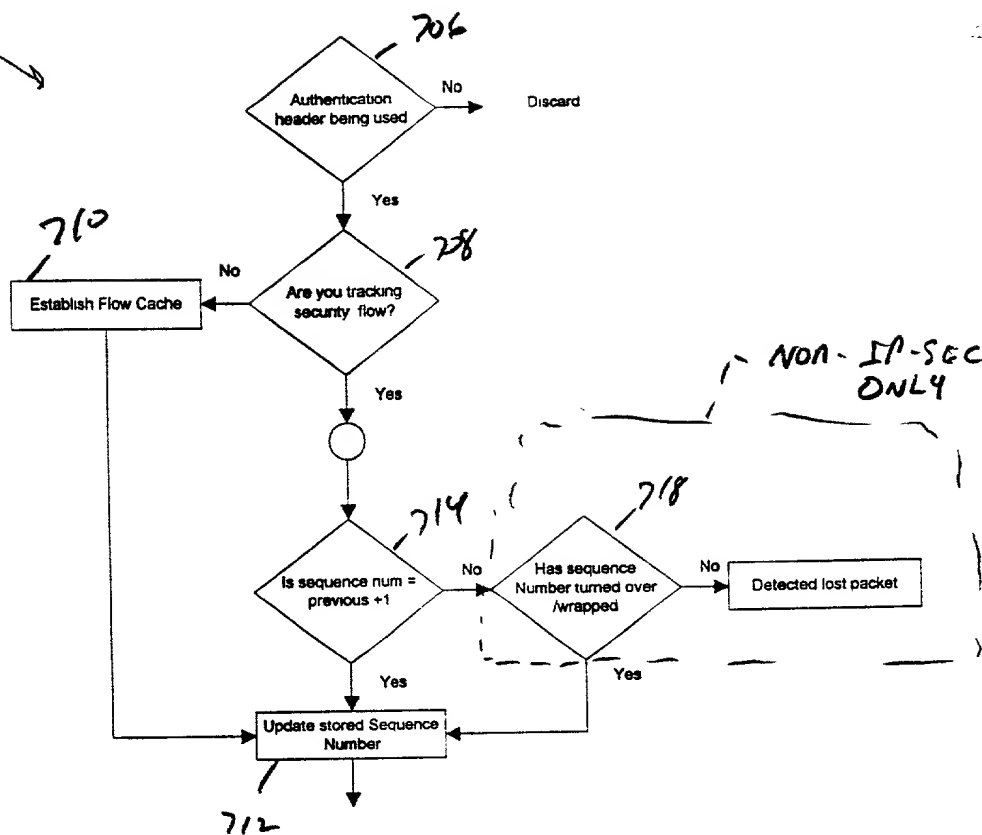 706
Authentication
header being used
No
Discard
Yes
710
708
No
Establish Flow Cache
Are you tracking
security flow?
NON-IP-SEC
ONLY
Yes
714
718
Is sequence num =
previous +1
No
Has sequence
Number turned over
/wrapped
No
Detected lost packet
Yes
Yes
Update stored Sequence
Number
712